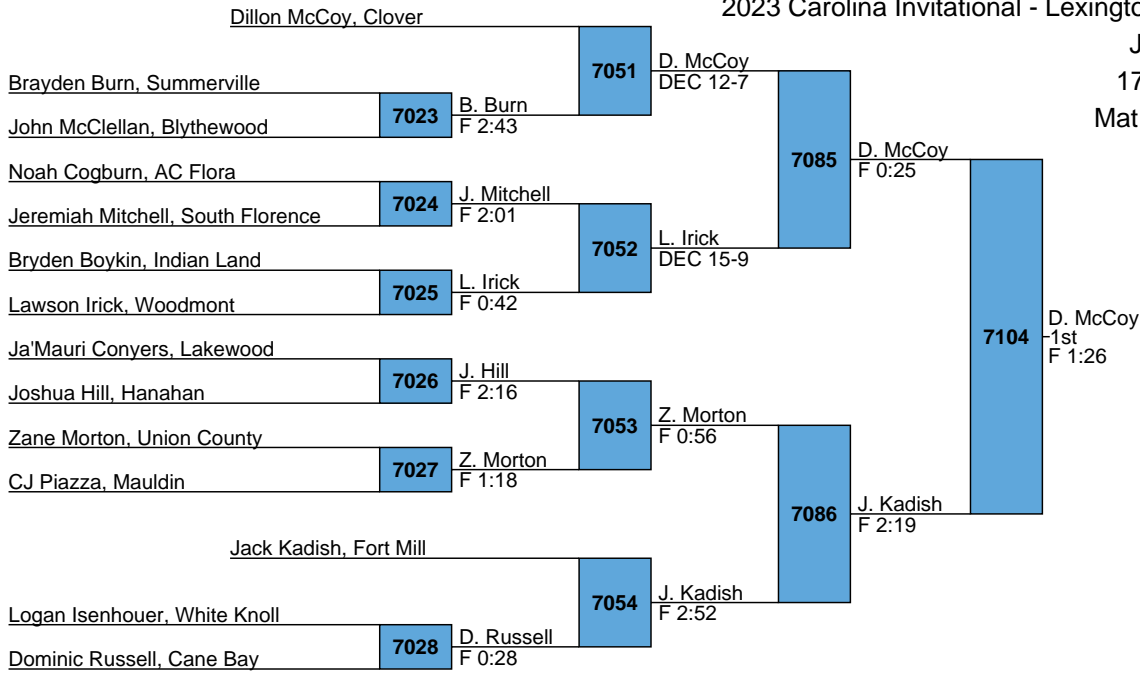 2023 Carolina Invitational - Lexingto
J
17
Mat
Dillon McCoy, Clover
Brayden Burn, Summerville
John McClellan, Blythewood
Noah Cogburn, AC Flora
Jeremiah Mitchell, South Florence
Bryden Boykin, Indian Land
Lawson Irick, Woodmont
Ja'Mauri Conyers, Lakewood
Joshua Hill, Hanahan
Zane Morton, Union County
CJ Piazza, Mauldin
Jack Kadish, Fort Mill
Logan Isenhouer, White Knoll
Dominic Russell, Cane Bay
7023
B. Burn
F 2:43
7024
J. Mitchell
F 2:01
7025
L. Irick
F 0:42
7026
J. Hill
F 2:16
7027
Z. Morton
F 1:18
7028
D. Russell
F 0:28
7051
D. McCoy
DEC 12-7
7052
L. Irick
DEC 15-9
7053
Z. Morton
F 0:56
7054
J. Kadish
F 2:52
7085
D. McCoy
F 0:25
7086
J. Kadish
F 2:19
7104
D. McCoy
1st
F 1:26